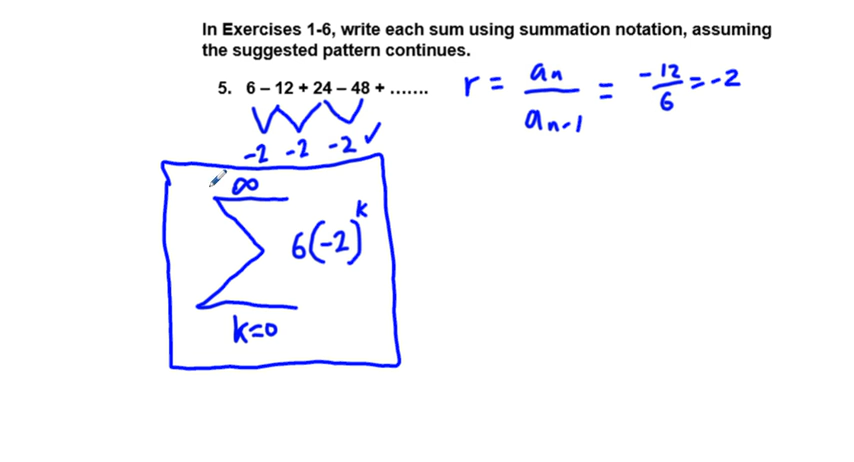 In Exercises 1-6, write each sum using summation notation, assuming
the suggested pattern continues.
5. 6 – 12 + 24 – 48 + .......
r = an / an-1 = -12/6 = -2
-2 -2 -2 ✓
∞
Σ 6(-2)^k
k=0